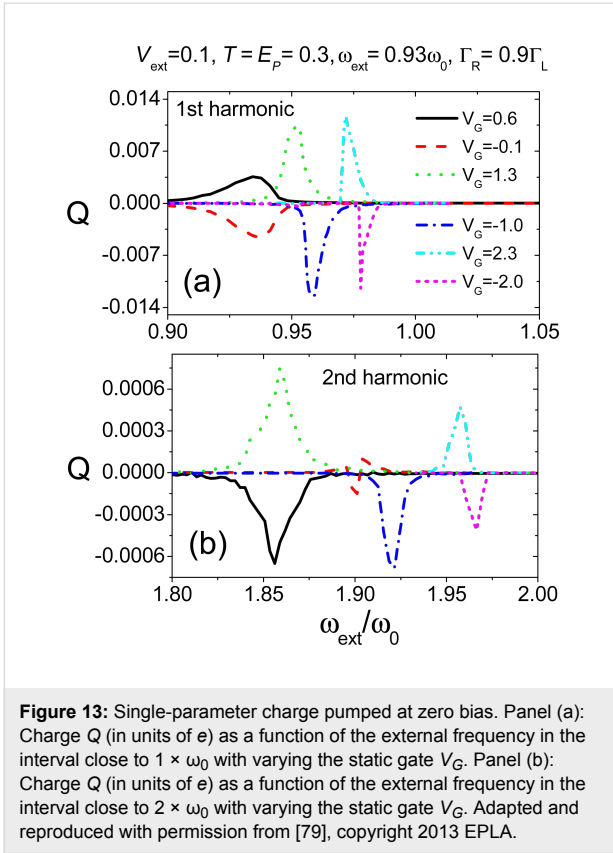 V_ext=0.1, T = E_P = 0.3, ω_ext= 0.93ω_0, Γ_R= 0.9Γ_L
0.014
0.007
0.000
-0.007
-0.014
Q
1st harmonic
V_G=0.6
V_G=-0.1
V_G=1.3
V_G=-1.0
V_G=2.3
V_G=-2.0
(a)
0.90 0.95 1.00 1.05
0.0006
0.0003
0.0000
-0.0003
-0.0006
Q
2nd harmonic
(b)
1.80 1.85 1.90 1.95 2.00
ω_ext/ω_0
Figure 13: Single-parameter charge pumped at zero bias. Panel (a):
Charge Q (in units of e) as a function of the external frequency in the
interval close to 1 × ω0 with varying the static gate VG. Panel (b):
Charge Q (in units of e) as a function of the external frequency in the
interval close to 2 × ω0 with varying the static gate VG. Adapted and
reproduced with permission from [79], copyright 2013 EPLA.